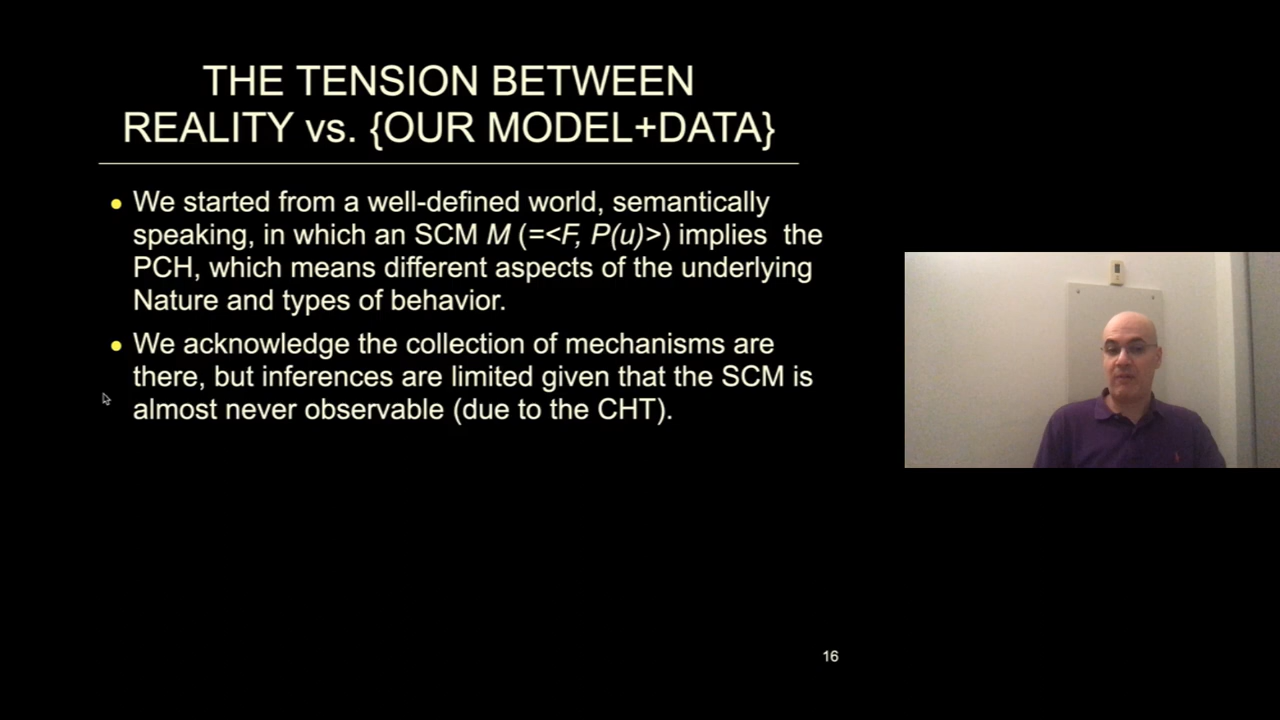 THE TENSION BETWEEN
REALITY vs. {OUR MODEL+DATA}
• We started from a well-defined world, semantically
speaking, in which an SCM M (=<F, P(u)>) implies the
PCH, which means different aspects of the underlying
Nature and types of behavior.
• We acknowledge the collection of mechanisms are
there, but inferences are limited given that the SCM is
almost never observable (due to the CHT).
16